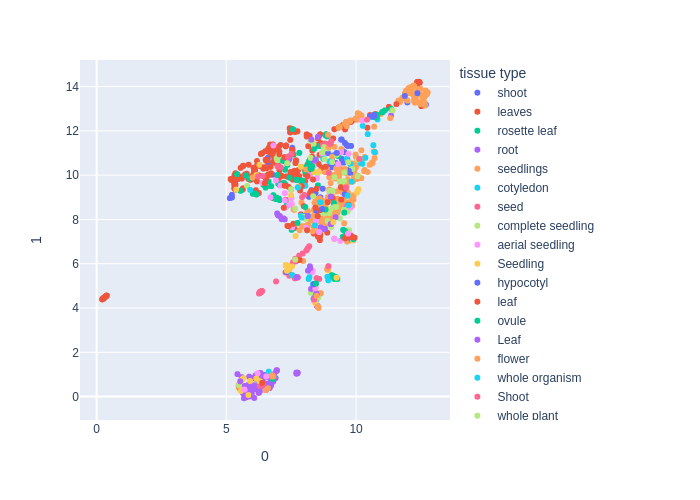 tissue type
shoot
leaves
rosette leaf
root
seedlings
cotyledon
seed
complete seedling
aerial seedling
Seedling
hypocotyl
leaf
ovule
Leaf
flower
whole organism
Shoot
whole plant
14
12
10
8
6
4
2
0
1
0
5
10
0